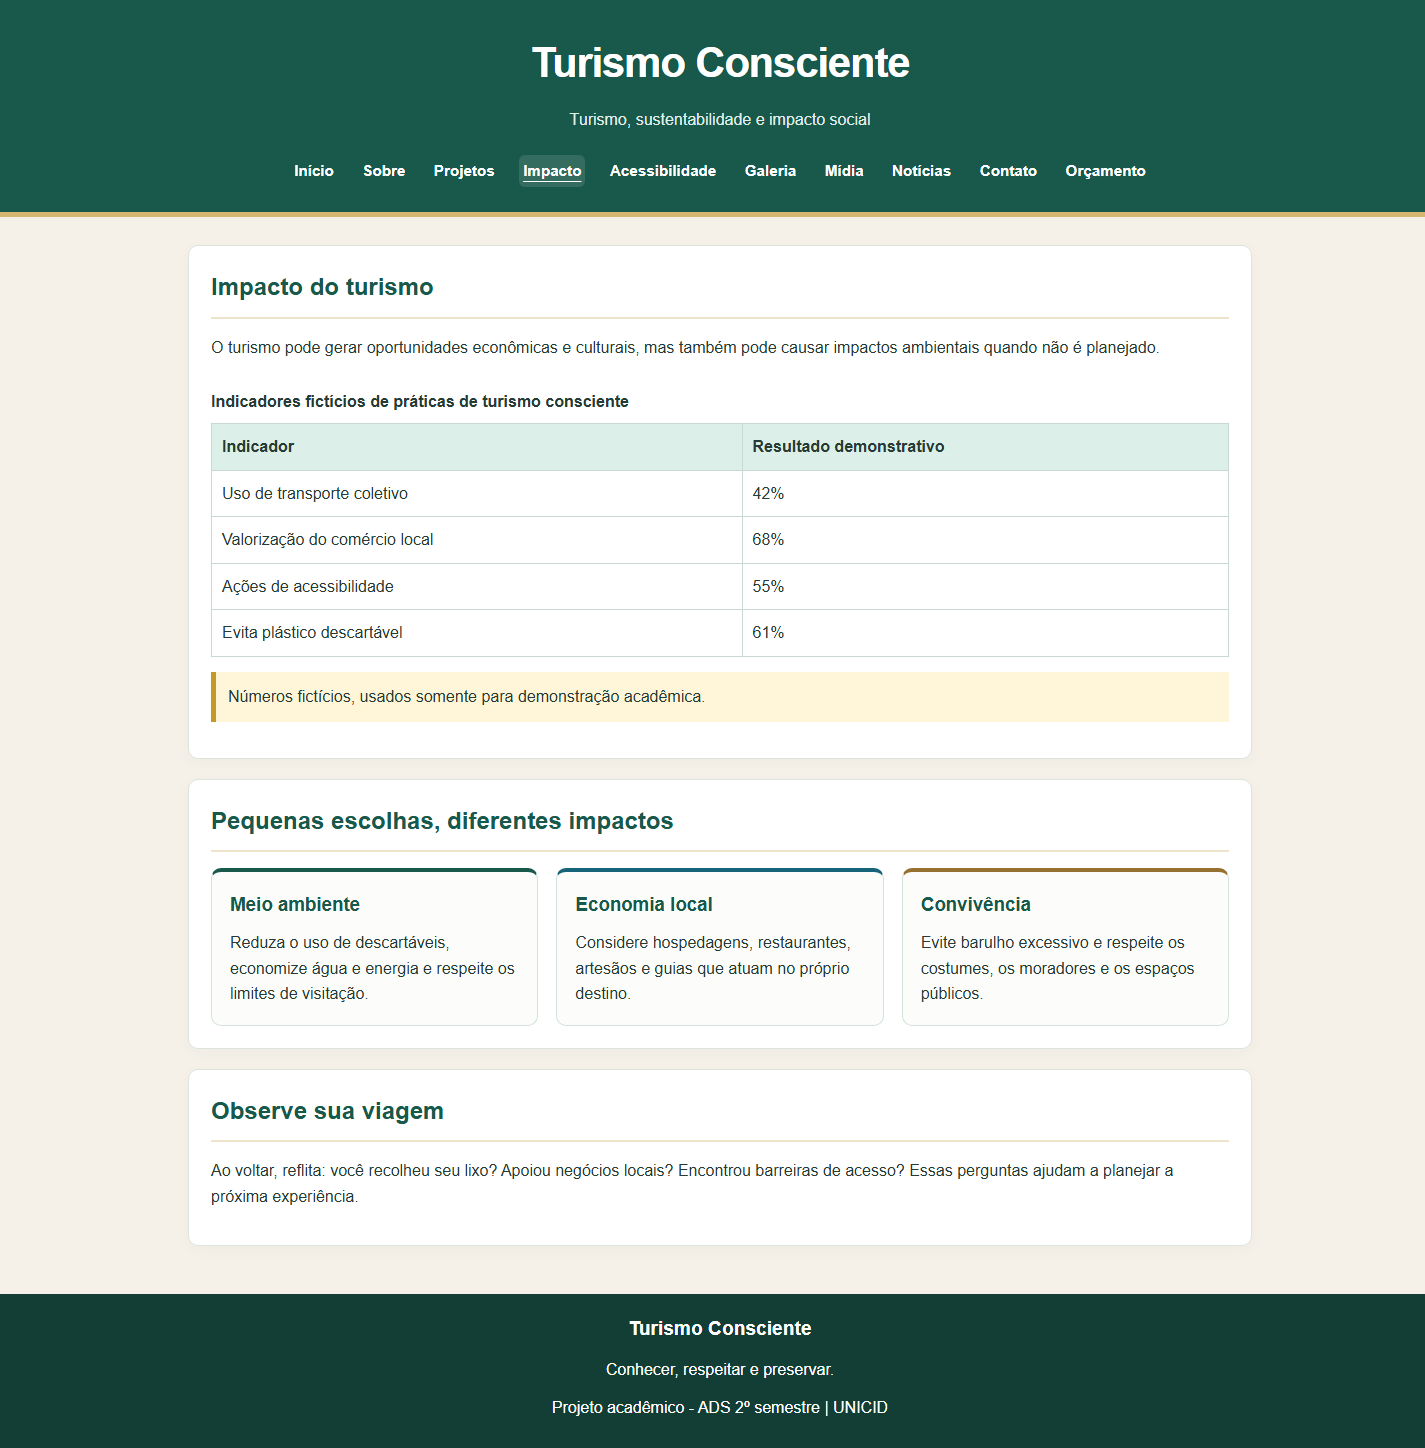 Turismo Consciente
Turismo, sustentabilidade e impacto social
Início Sobre Projetos Impacto Acessibilidade Galeria Mídia Notícias Contato Orçamento
Impacto do turismo
O turismo pode gerar oportunidades econômicas e culturais, mas também pode causar impactos ambientais quando não é planejado.
Indicadores fictícios de práticas de turismo consciente
Indicador Resultado demonstrativo
Uso de transporte coletivo 42%
Valorização do comércio local 68%
Ações de acessibilidade 55%
Evita plástico descartável 61%
Números fictícios, usados somente para demonstração acadêmica.
Pequenas escolhas, diferentes impactos
Meio ambiente
Reduza o uso de descartáveis,
economize água e energia e respeite os
limites de visitação.
Economia local
Considere hospedagens, restaurantes,
artesãos e guias que atuam no próprio
destino.
Convivência
Evite barulho excessivo e respeite os
costumes, os moradores e os espaços
públicos.
Observe sua viagem
Ao voltar, reflita: você recolheu seu lixo? Apoiou negócios locais? Encontrou barreiras de acesso? Essas perguntas ajudam a planejar a
próxima experiência.
Turismo Consciente
Conhecer, respeitar e preservar.
Projeto acadêmico - ADS 2º semestre | UNICID